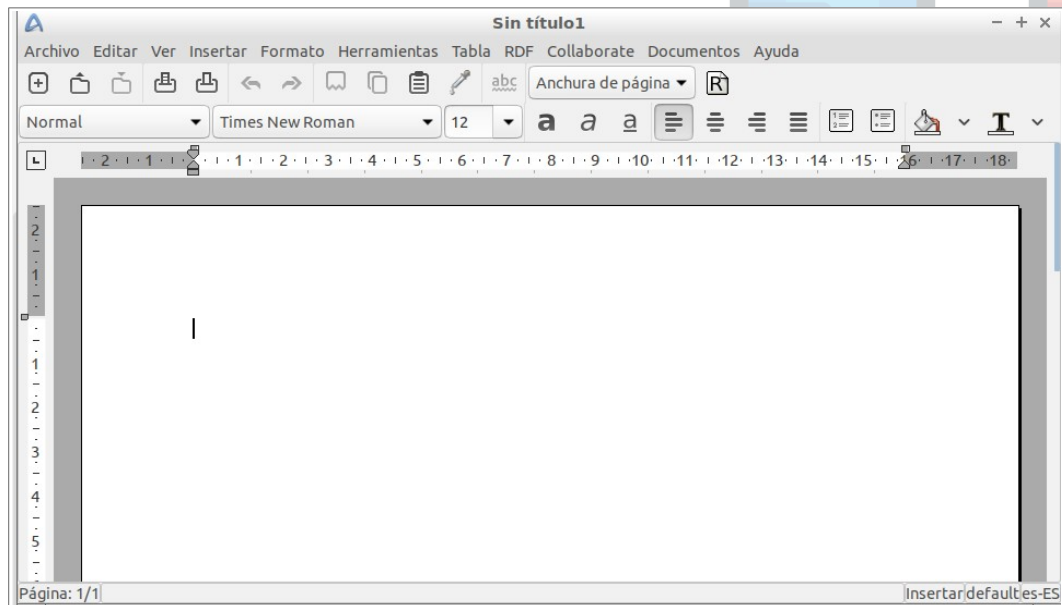 Sin título1
Archivo Editar Ver Insertar Formato Herramientas Tabla RDF Collaborate Documentos Ayuda
abc Anchura de página R
Normal Times New Roman 12 a a a T
L 2 1 1 2 3 4 5 6 7 8 9 10 11 12 13 14 15 16 17 18
2
1
1
2
3
4
5
Página: 1/1 Insertar default es-ES